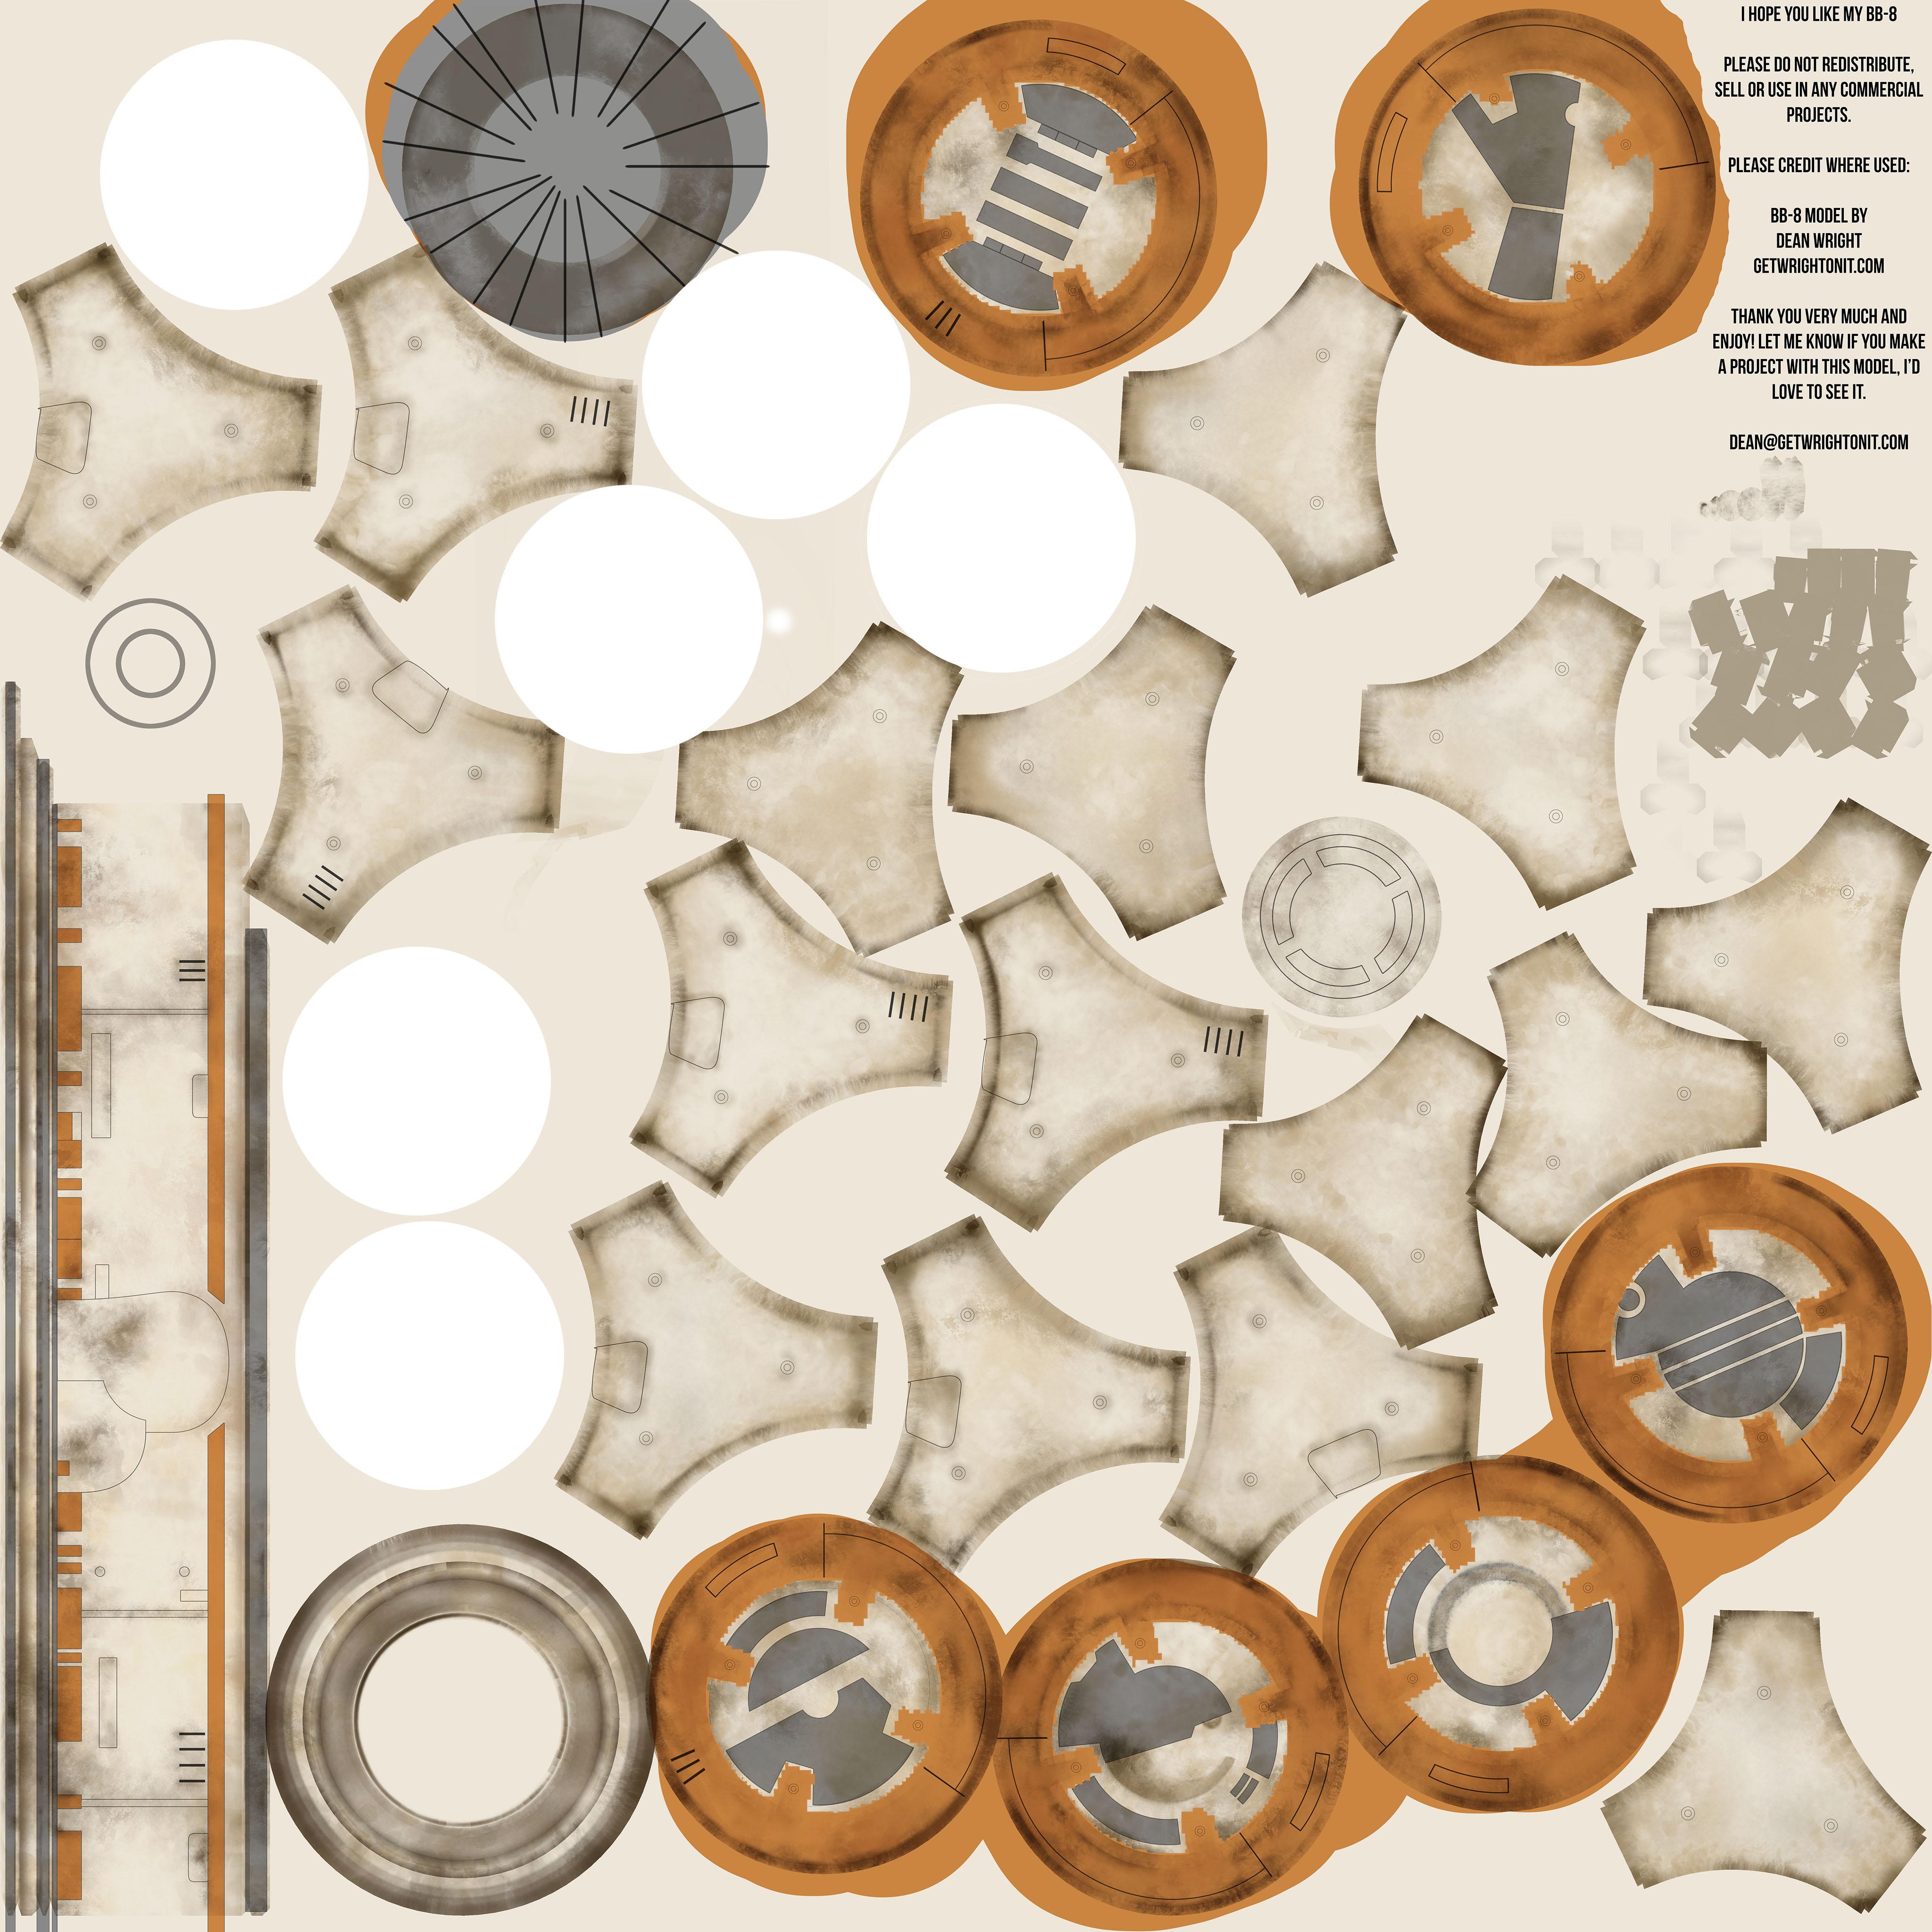 I HOPE YOU LIKE MY BB-8
PLEASE DO NOT REDISTRIBUTE,
SELL OR USE IN ANY COMMERCIAL
PROJECTS.
PLEASE CREDIT WHERE USED:
BB-8 MODEL BY
DEAN WRIGHT
GETWRIGHTONIT.COM
THANK YOU VERY MUCH AND
ENJOY! LET ME KNOW IF YOU MAKE
A PROJECT WITH THIS MODEL, I'D
LOVE TO SEE IT.
DEAN@GETWRIGHTONIT.COM